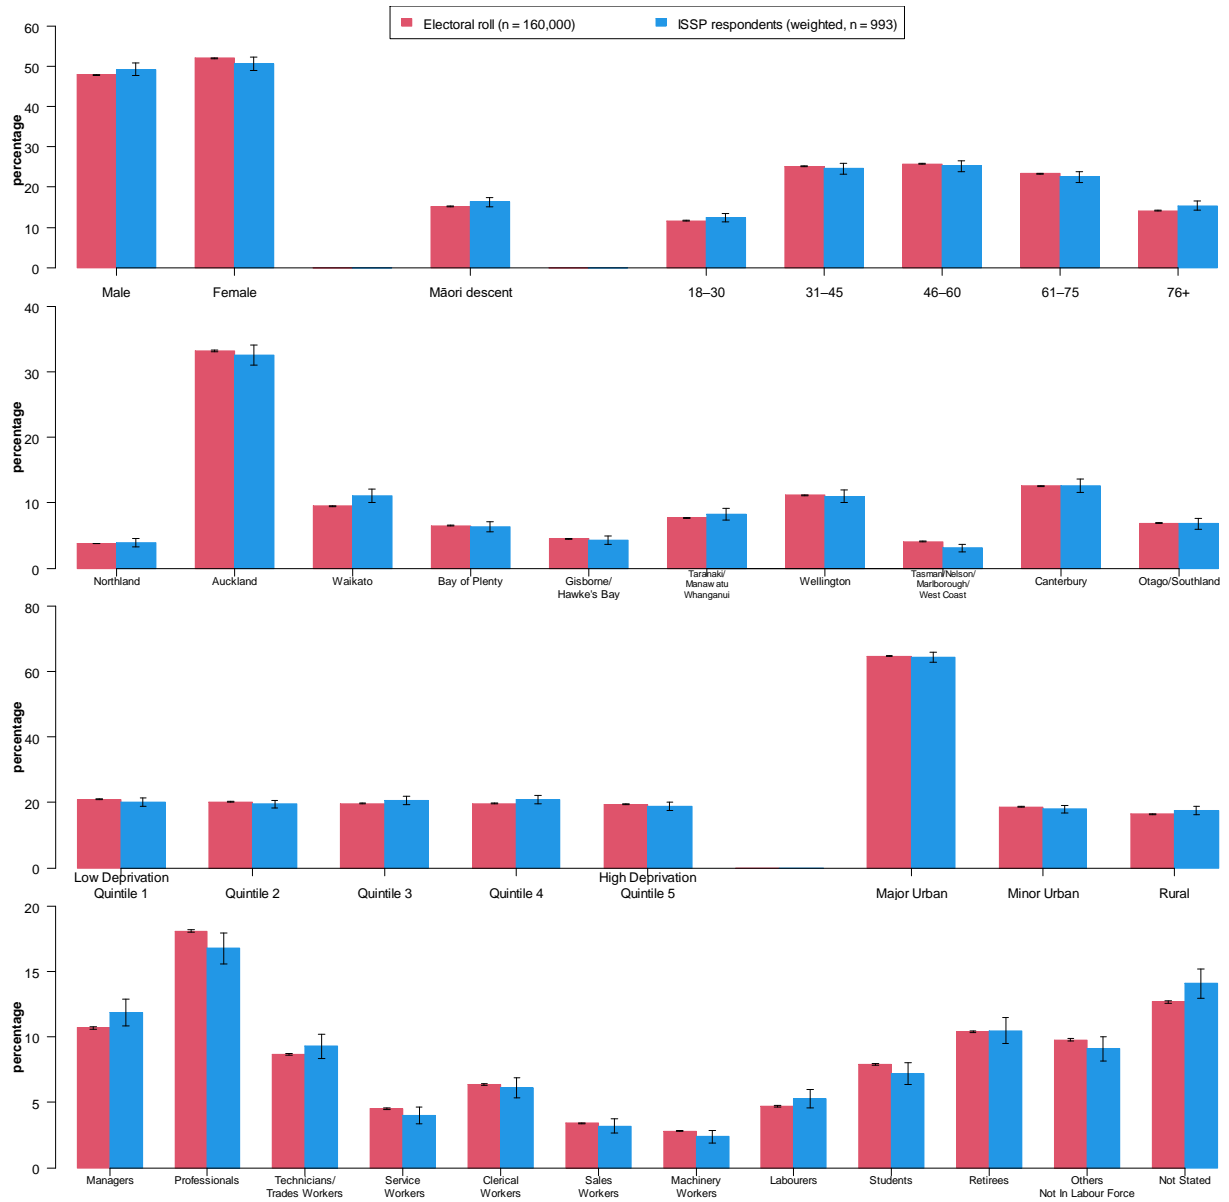 Electoral roll (n = 160,000)
ISSP respondents (weighted, n = 993)
percentage
60
50
40
30
20
10
0
Male
Female
Māori descent
18–30
31–45
46–60
61–75
76+
percentage
40
30
20
10
0
Northland
Auckland
Waikato
Bay of Plenty
Gisborne/
Hawke's Bay
Taranaki/
Manawatu
Whanganui
Wellington
Tasman/Nelson/
Marlborough/
West Coast
Canterbury
Otago/Southland
percentage
80
60
40
20
0
Low Deprivation
Quintile 1
Quintile 2
Quintile 3
Quintile 4
High Deprivation
Quintile 5
Major Urban
Minor Urban
Rural
percentage
20
15
10
5
0
Managers
Professionals
Technicians/
Trades Workers
Service
Workers
Clerical
Workers
Sales
Workers
Machinery
Workers
Labourers
Students
Retirees
Others
Not In Labour Force
Not Stated